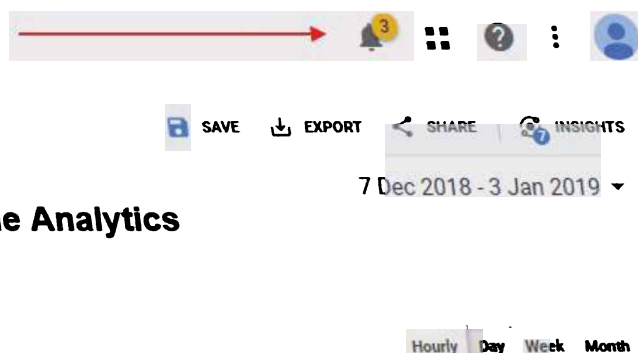 3
SAVE EXPORT SHARE INSIGHTS
7
7 Dec 2018 - 3 Jan 2019
e Analytics
Hourly Day Week Month